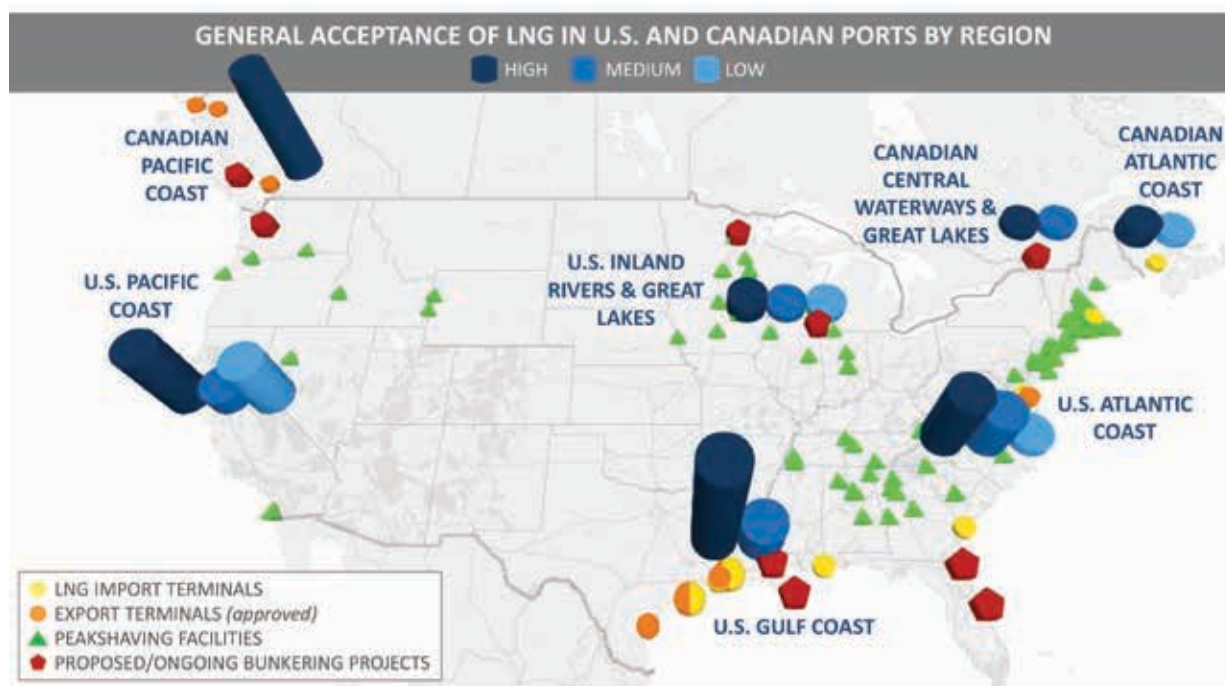 GENERAL ACCEPTANCE OF LNG IN U.S. AND CANADIAN PORTS BY REGION
HIGH MEDIUM LOW
CANADIAN
PACIFIC
COAST
CANADIAN
CENTRAL
WATERWAYS &
GREAT LAKES
CANADIAN
ATLANTIC
COAST
U.S. PACIFIC
COAST
U.S. INLAND
RIVERS & GREAT
LAKES
U.S. ATLANTIC
COAST
U.S. GULF COAST
LNG IMPORT TERMINALS
EXPORT TERMINALS (approved)
PEAKSHAVING FACILITIES
PROPOSED/ONGOING BUNKERING PROJECTS